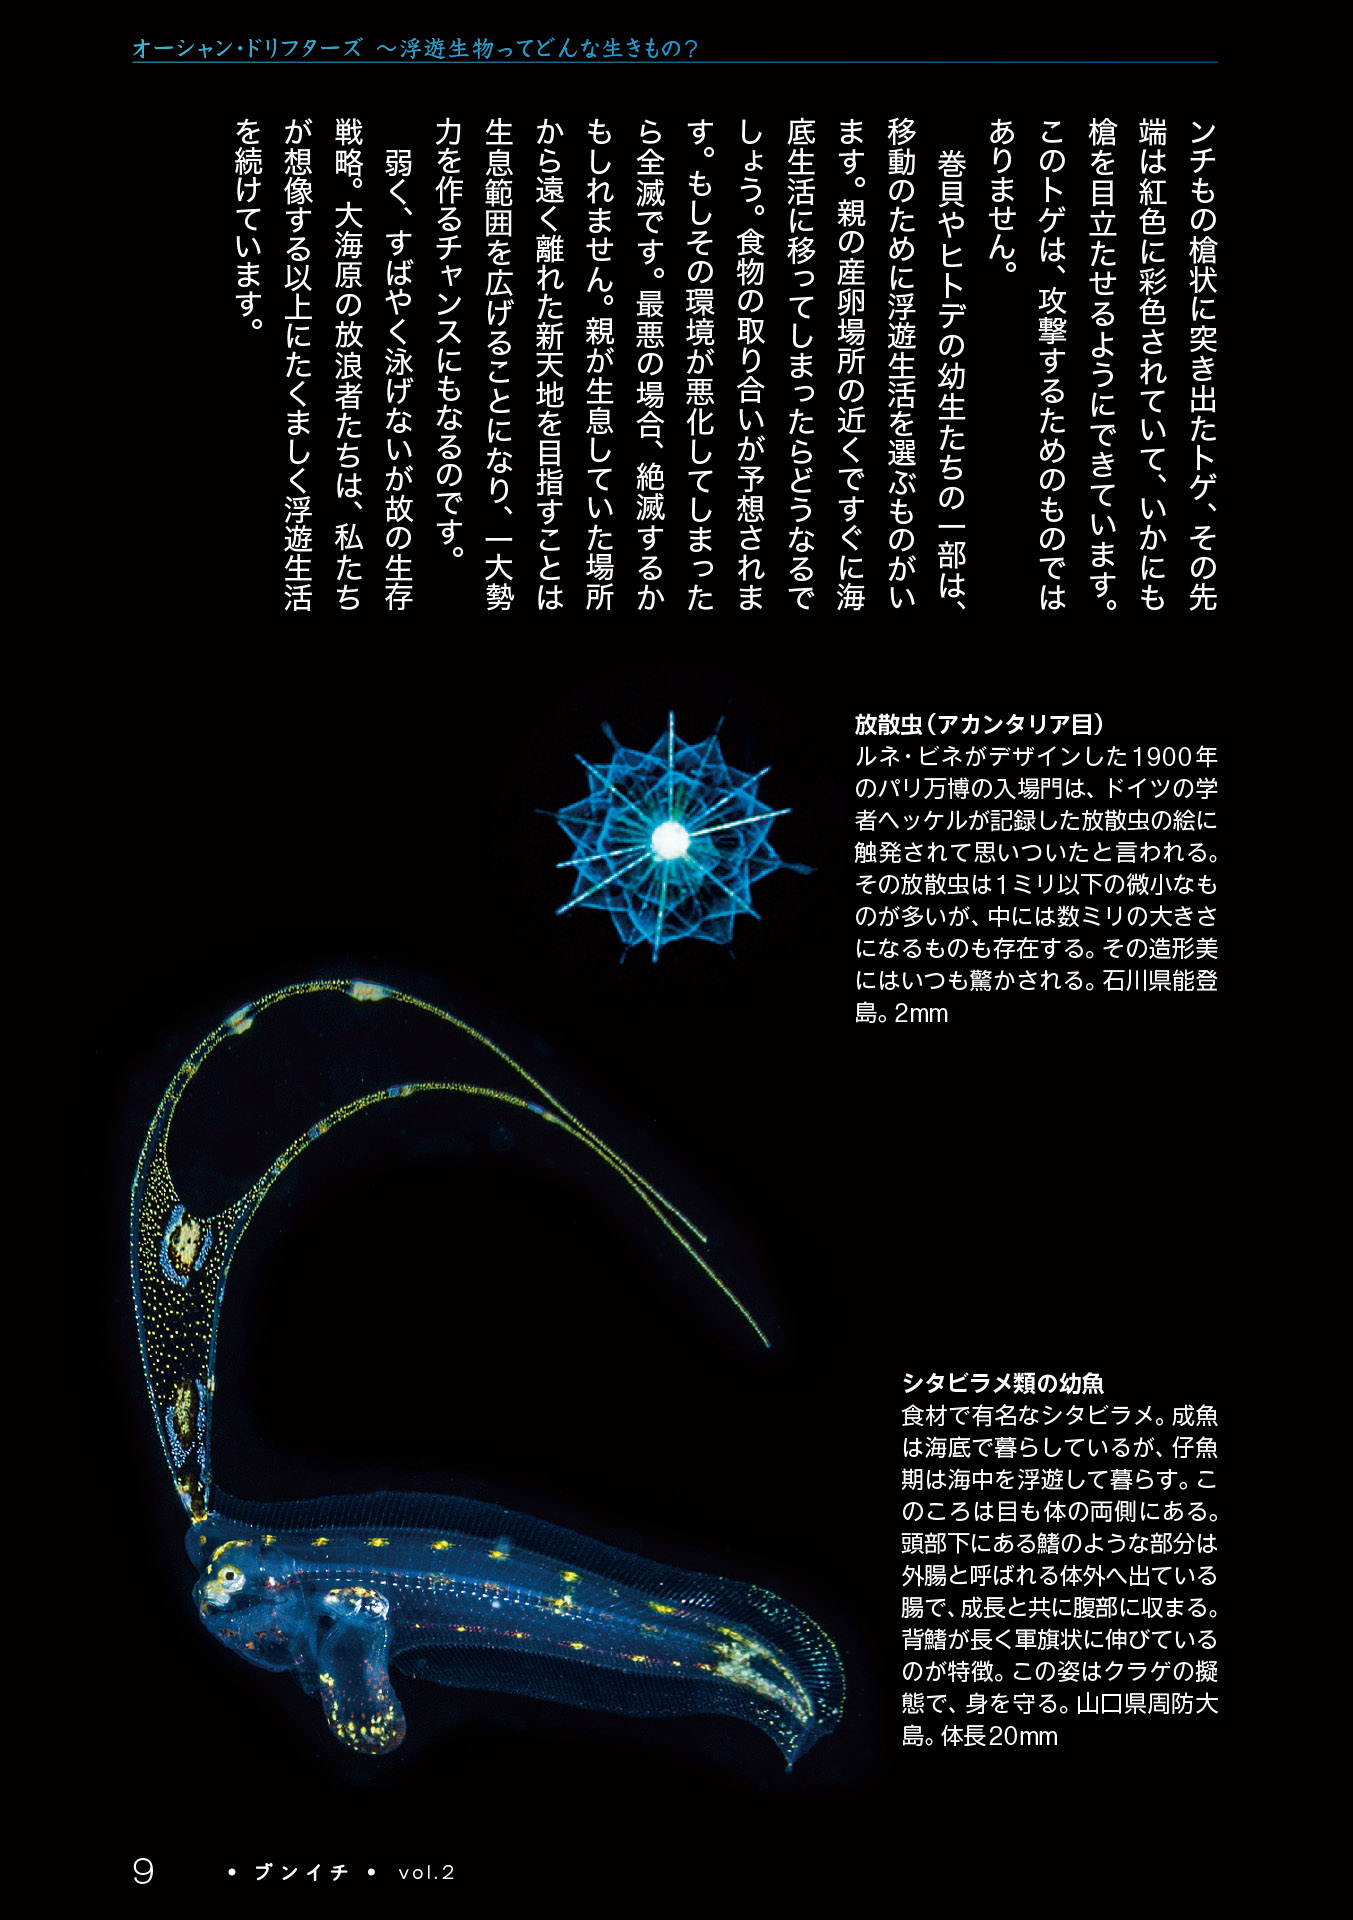 オーシャン・ドリフターズ ～浮遊生物ってどんな生きもの？
ンチもの槍状に突き出たトゲ、その先
端は紅色に彩色されていて、いかにも
槍を目立たせるようにできています。
このトゲは、攻撃するためのものでは
ありません。
巻貝やヒトデの幼生たちの一部は、
移動のために浮遊生活を選ぶものがい
ます。親の産卵場所の近くですぐに海
底生活に移ってしまったらどうなるで
しょう。食物の取り合いが予想されま
す。もしその環境が悪化してしまった
ら全滅です。最悪の場合、絶滅するか
もしれません。親が生息していた場所
から遠く離れた新天地を目指すことは
生息範囲を広げることになり、一大勢
力を作るチャンスにもなるのです。
弱く、すばやく泳げないが故の生存
戦略。大海原の放浪者たちは、私たち
が想像する以上にたくましく浮遊生活
を続けています。
放散虫（アカンタリア目）
ルネ・ビネがデザインした1900年
のパリ万博の入場門は、ドイツの学
者ヘッケルが記録した放散虫の絵に
触発されて思いついたと言われる。
その放散虫は1ミリ以下の微小なも
のが多いが、中には数ミリの大きさ
になるものも存在する。その造形美
にはいつも驚かされる。石川県能登
島。2mm
シタビラメ類の幼魚
食材で有名なシタビラメ。成魚
は海底で暮らしているが、仔魚
期は海中を浮遊して暮らす。こ
のころは目も体の両側にある。
頭部下にある鰭のような部分は
外腸と呼ばれる体外へ出ている
腸で、成長と共に腹部に収まる。
背鰭が長く軍旗状に伸びている
のが特徴。この姿はクラゲの擬
態で、身を守る。山口県周防大
島。体長20mm
9 • ブンイチ • vol.2